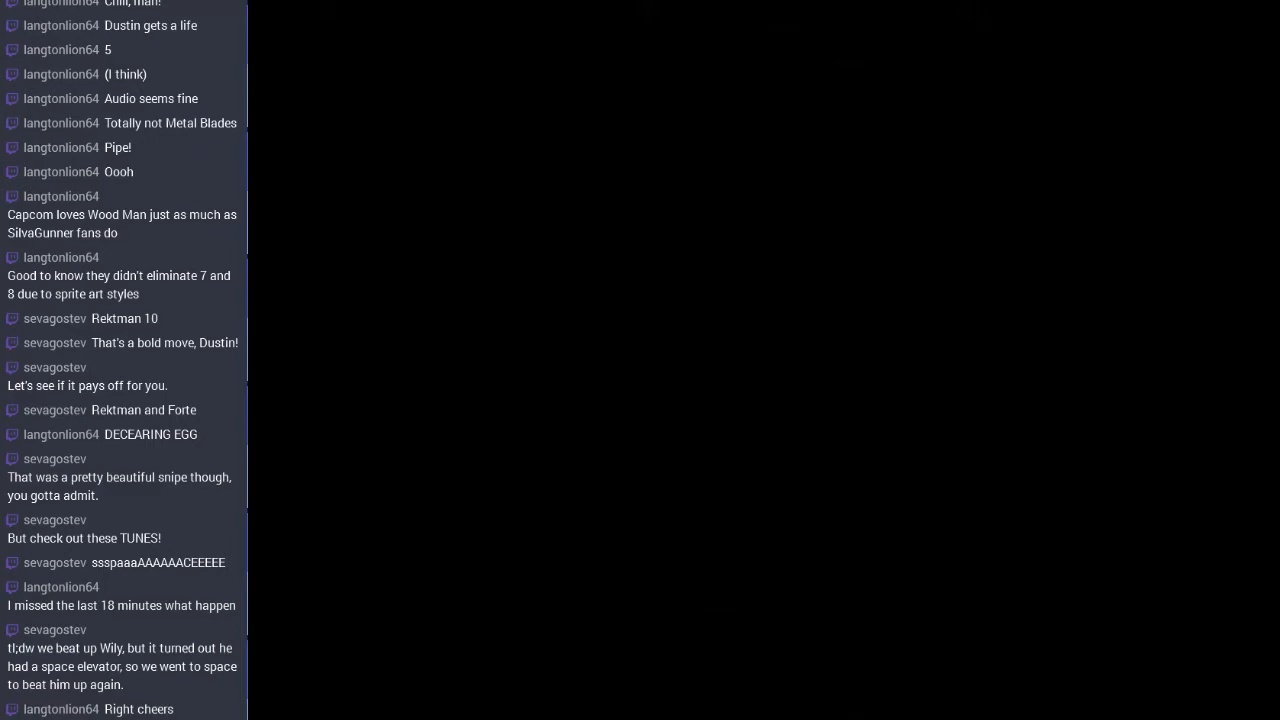 langtonlion64 Chill, man!
langtonlion64 Dustin gets a life
langtonlion64 5
langtonlion64 (I think)
langtonlion64 Audio seems fine
langtonlion64 Totally not Metal Blades
langtonlion64 Pipe!
langtonlion64 Oooh
langtonlion64
Capcom loves Wood Man just as much as
SilvaGunner fans do
langtonlion64
Good to know they didn't eliminate 7 and
8 due to sprite art styles
sevagostev Rektman 10
sevagostev That's a bold move, Dustin!
sevagostev
Let's see if it pays off for you.
sevagostev Rektman and Forte
langtonlion64 DECEARING EGG
sevagostev
That was a pretty beautiful snipe though,
you gotta admit.
sevagostev
But check out these TUNES!
sevagostev ssspaaaAAAAAACEEEEE
langtonlion64
I missed the last 18 minutes what happen
sevagostev
tl;dw we beat up Wily, but it turned out he
had a space elevator, so we went to space
to beat him up again.
langtonlion64 Right cheers